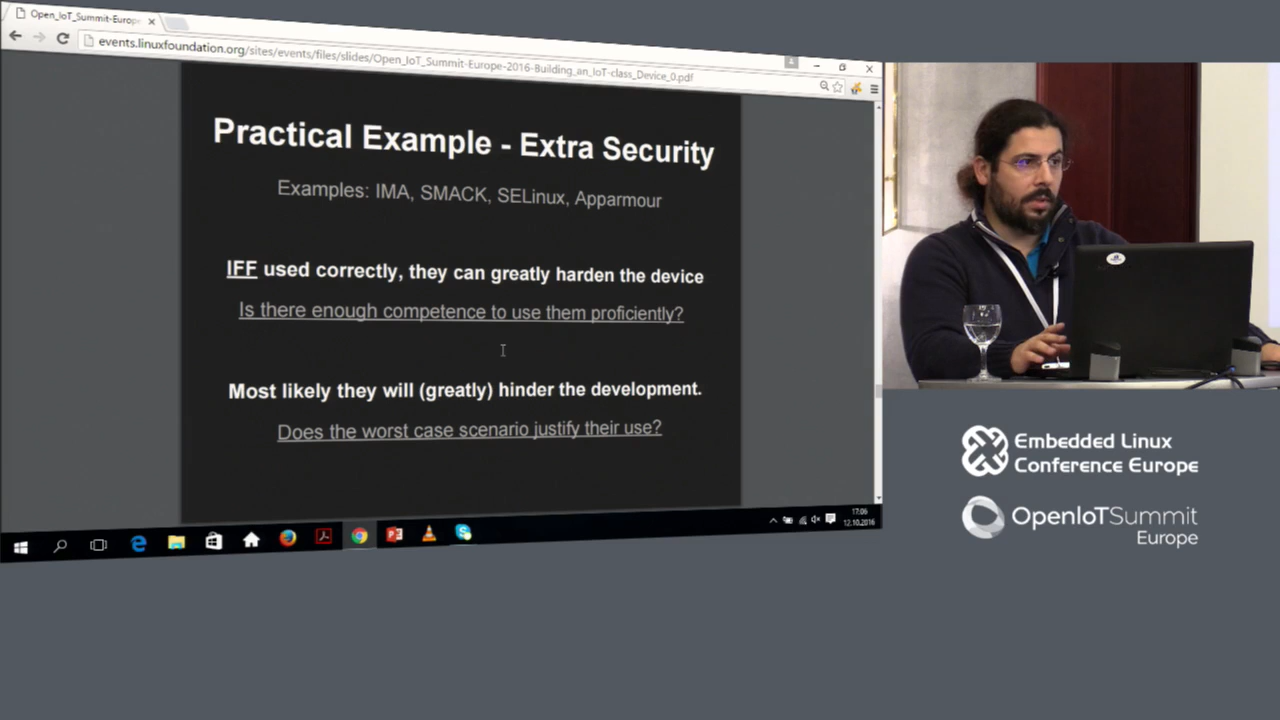 Open_IoT_Summit-Europe
events.linuxfoundation.org/sites/events/files/slides/Open_IoT_Summit-Europe-2016-Building_an_IoT-class_Device_0.pdf
Practical Example - Extra Security
Examples: IMA, SMACK, SELinux, Apparmour
IFF used correctly, they can greatly harden the device
Is there enough competence to use them proficiently?
Most likely they will (greatly) hinder the development.
Does the worst case scenario justify their use?
17:06
12.10.2016
Embedded Linux
Conference Europe
OpenIoTSummit
Europe